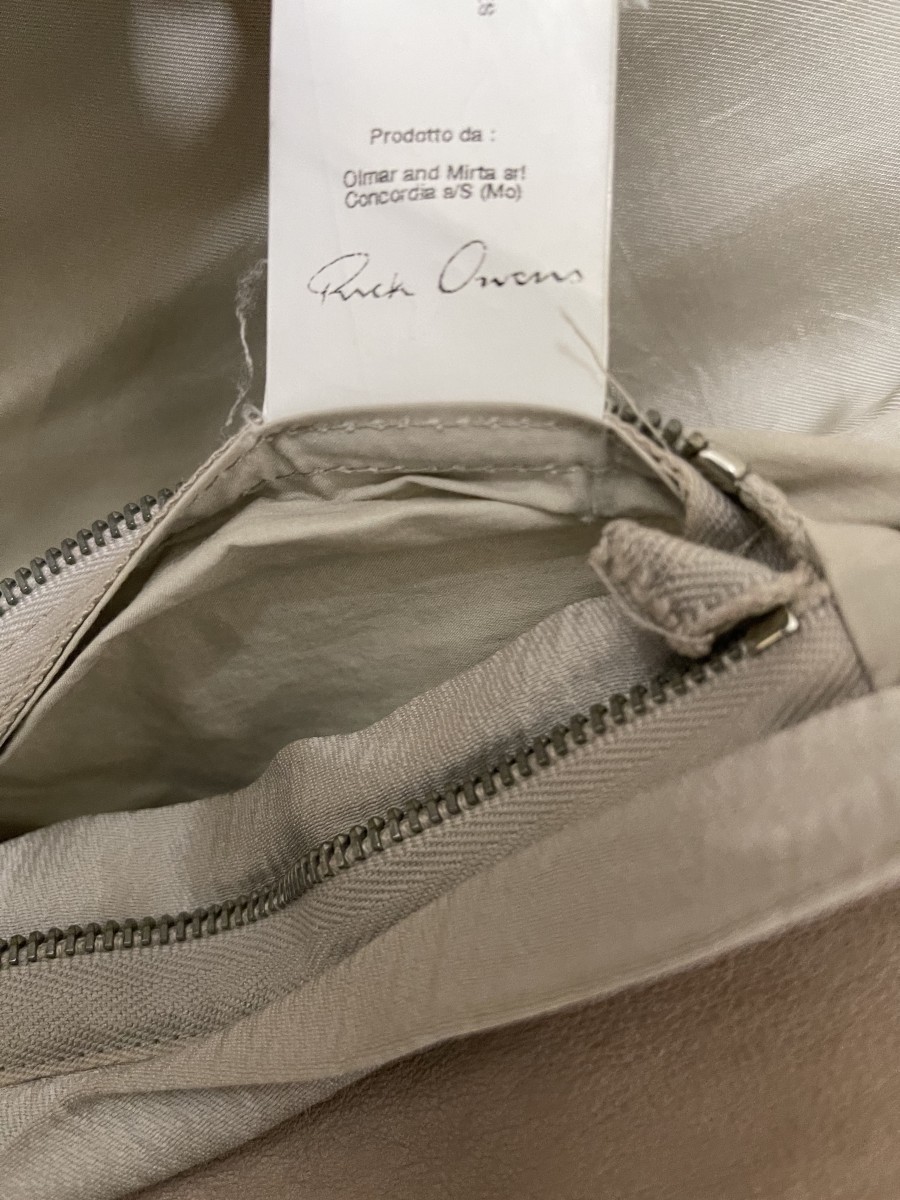 Prodotto da :
Olmar and Mirta srl
Concordia s/S (Mo)
Rick Owens